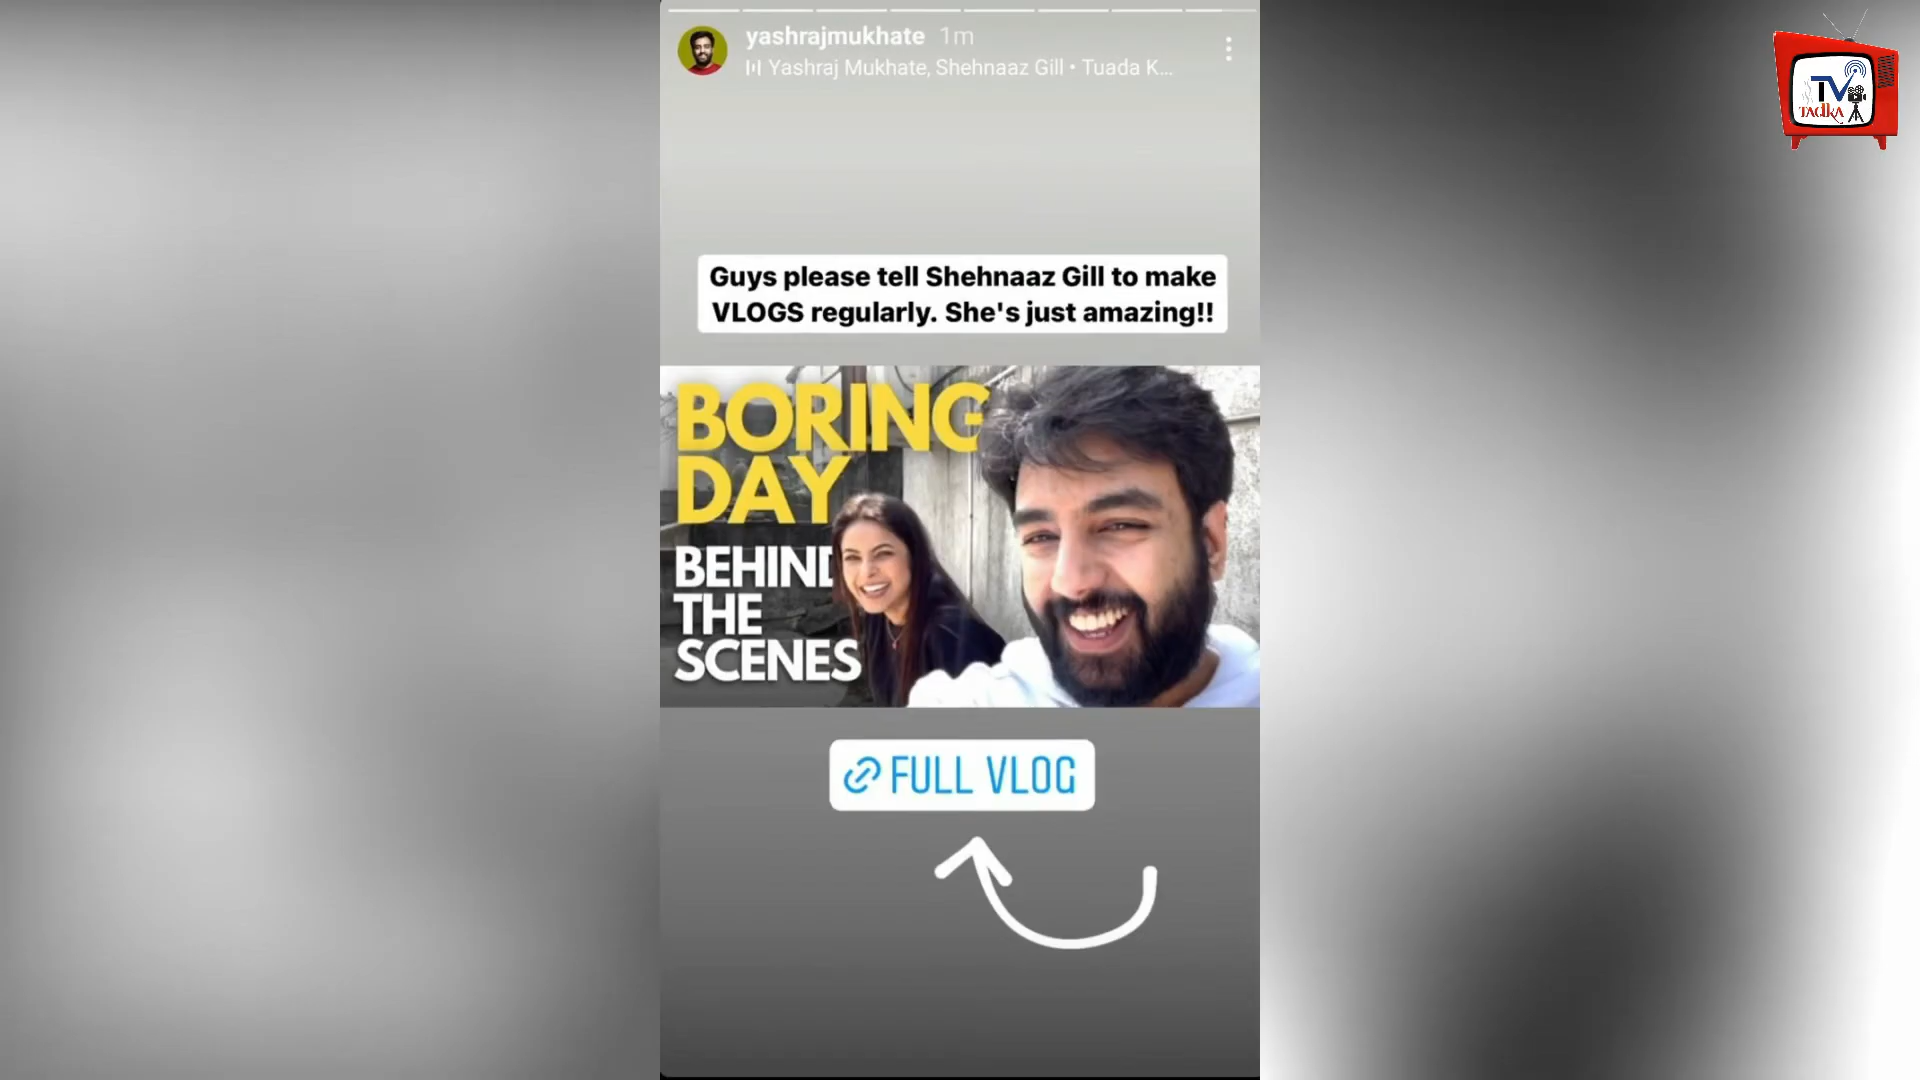 yashrajmukhate 1m
Yashraj Mukhate, Shehnaaz Gill • Tuada K...
Guys please tell Shehnaaz Gill to make
VLOGS regularly. She's just amazing!!
BORING
DAY
BEHIND
THE
SCENES
FULL VLOG
TV
TADKA